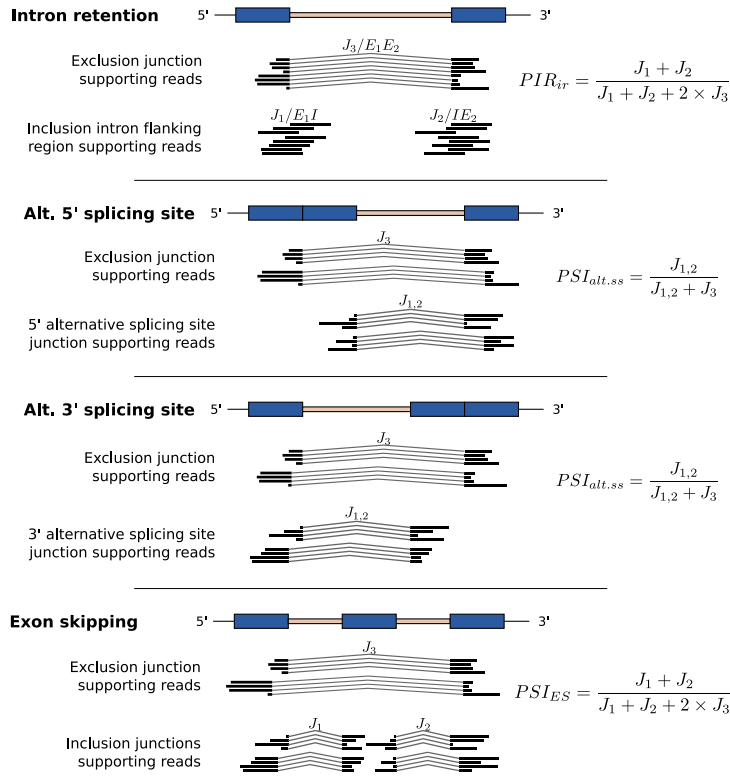 Intron retention 5' 3'
J3/E1E2
Exclusion junction
supporting reads
PIR_ir = (J1 + J2) / (J1 + J2 + 2 × J3)
J1/E1I J2/IE2
Inclusion intron flanking
region supporting reads
Alt. 5' splicing site 5' 3'
J3
Exclusion junction
supporting reads
PSI_alt.ss = J1,2 / (J1,2 + J3)
J1,2
5' alternative splicing site
junction supporting reads
Alt. 3' splicing site 5' 3'
J3
Exclusion junction
supporting reads
PSI_alt.ss = J1,2 / (J1,2 + J3)
J1,2
3' alternative splicing site
junction supporting reads
Exon skipping 5' 3'
J3
Exclusion junction
supporting reads
PSI_ES = (J1 + J2) / (J1 + J2 + 2 × J3)
J1 J2
Inclusion junctions
supporting reads